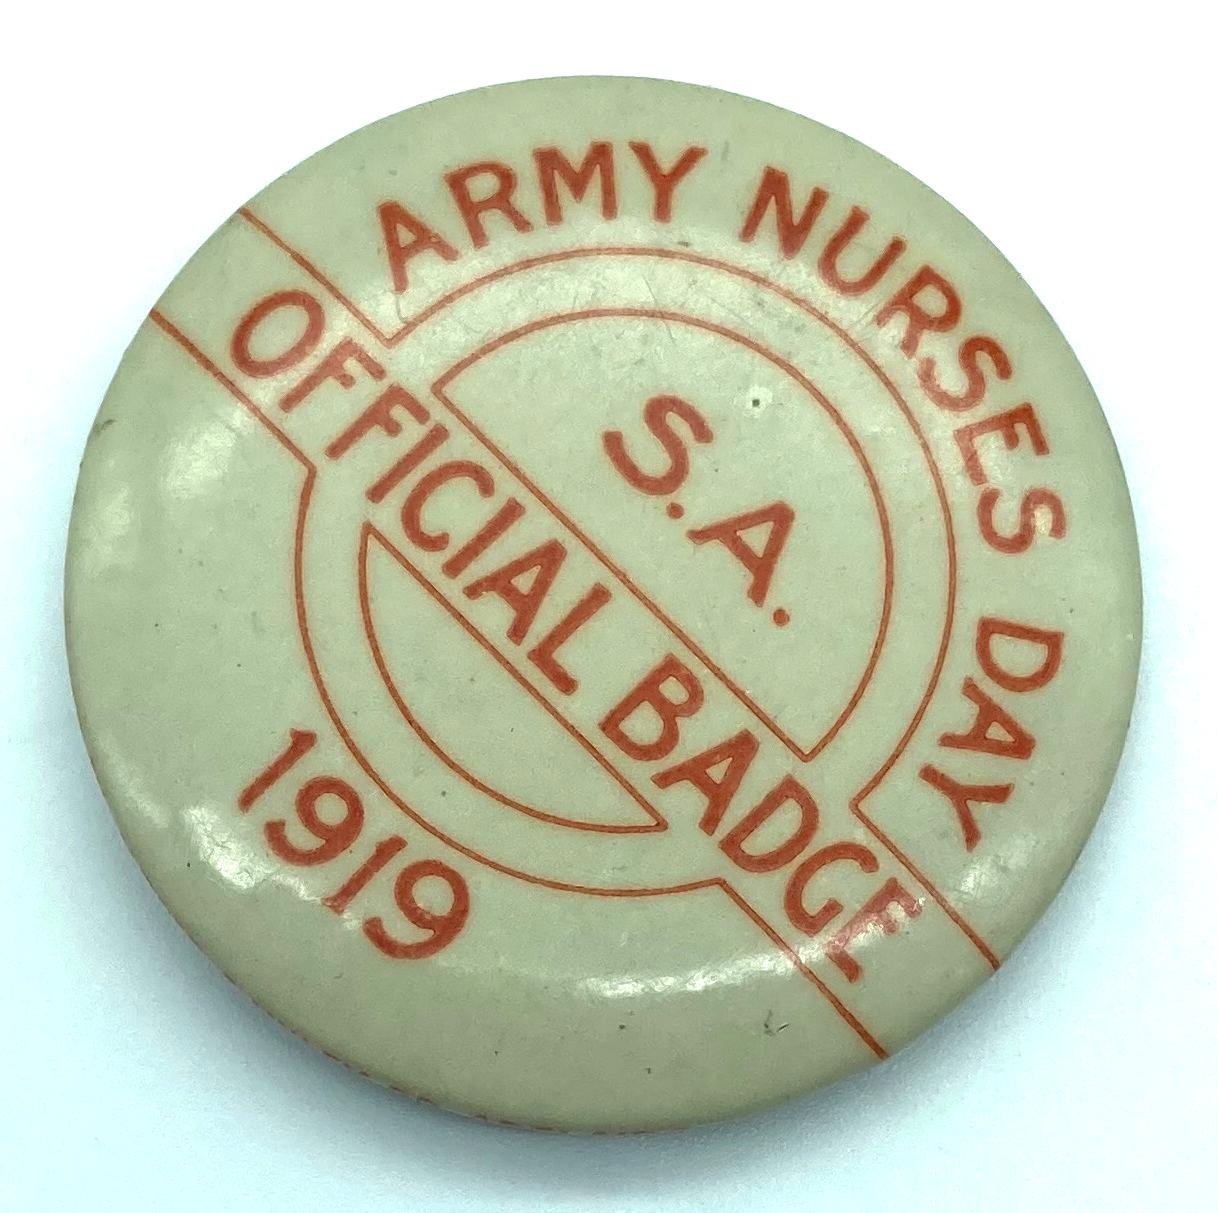 ARMY NURSES DAY
S.A.
OFFICIAL BADGE
1919